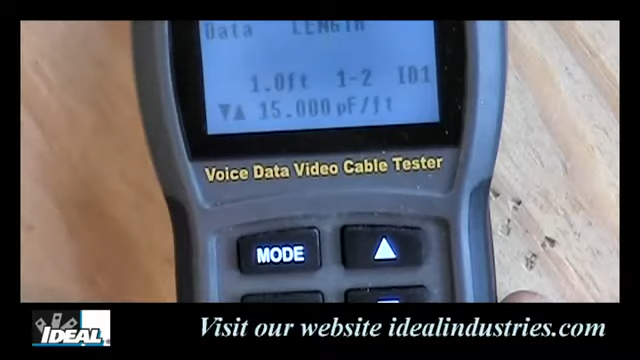 Data LENGTH
1.0ft 1-2 ID1
▼▲ 15.000 pF/ft
Voice Data Video Cable Tester
MODE
IDEAL
Visit our website idealindustries.com